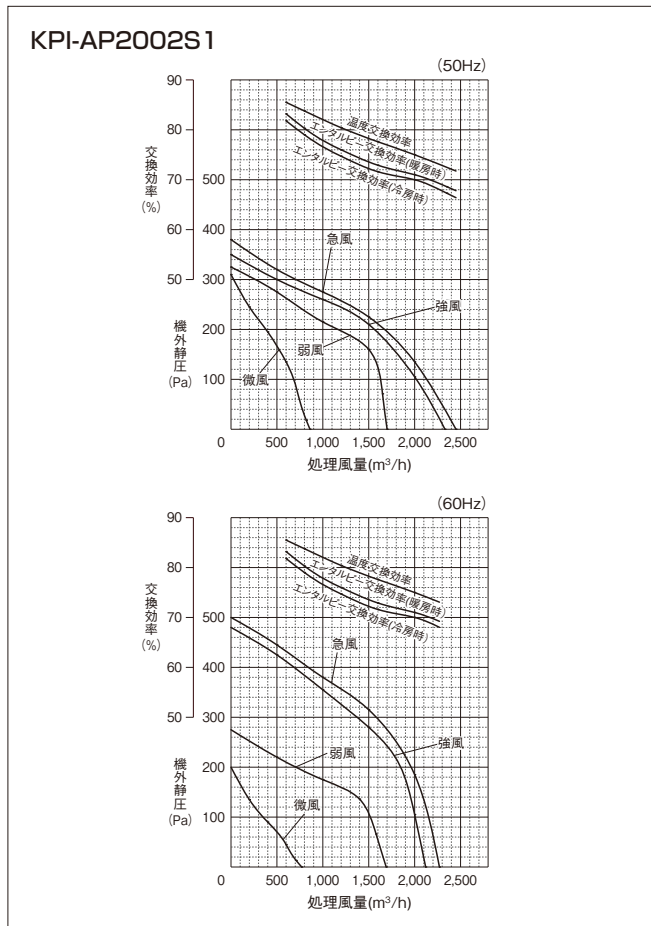 KPI-AP2002S1
(50Hz)
90
80
70
60
50
交換効率
(%)
500
400
300
200
100
機外静圧
(Pa)
温度交換効率
エンタルピー交換効率(暖房時)
エンタルピー交換効率(冷房時)
急風
強風
弱風
微風
0
500
1,000
1,500
2,000
2,500
処理風量(m³/h)
(60Hz)
90
80
70
60
50
交換効率
(%)
500
400
300
200
100
機外静圧
(Pa)
温度交換効率
エンタルピー交換効率(暖房時)
エンタルピー交換効率(冷房時)
急風
強風
弱風
微風
0
500
1,000
1,500
2,000
2,500
処理風量(m³/h)